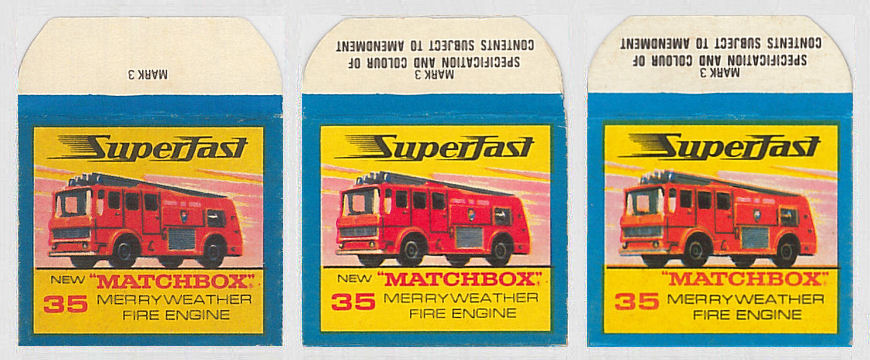 MARK 3
Superfast
NEW "MATCHBOX"
35 MERRYWEATHER
FIRE ENGINE
SPECIFICATION AND COLOUR OF
CONTENTS SUBJECT TO AMENDMENT
MARK 3
Superfast
NEW "MATCHBOX"
35 MERRYWEATHER
FIRE ENGINE
SPECIFICATION AND COLOUR OF
CONTENTS SUBJECT TO AMENDMENT
MARK 3
Superfast
"MATCHBOX"
35 MERRYWEATHER
FIRE ENGINE